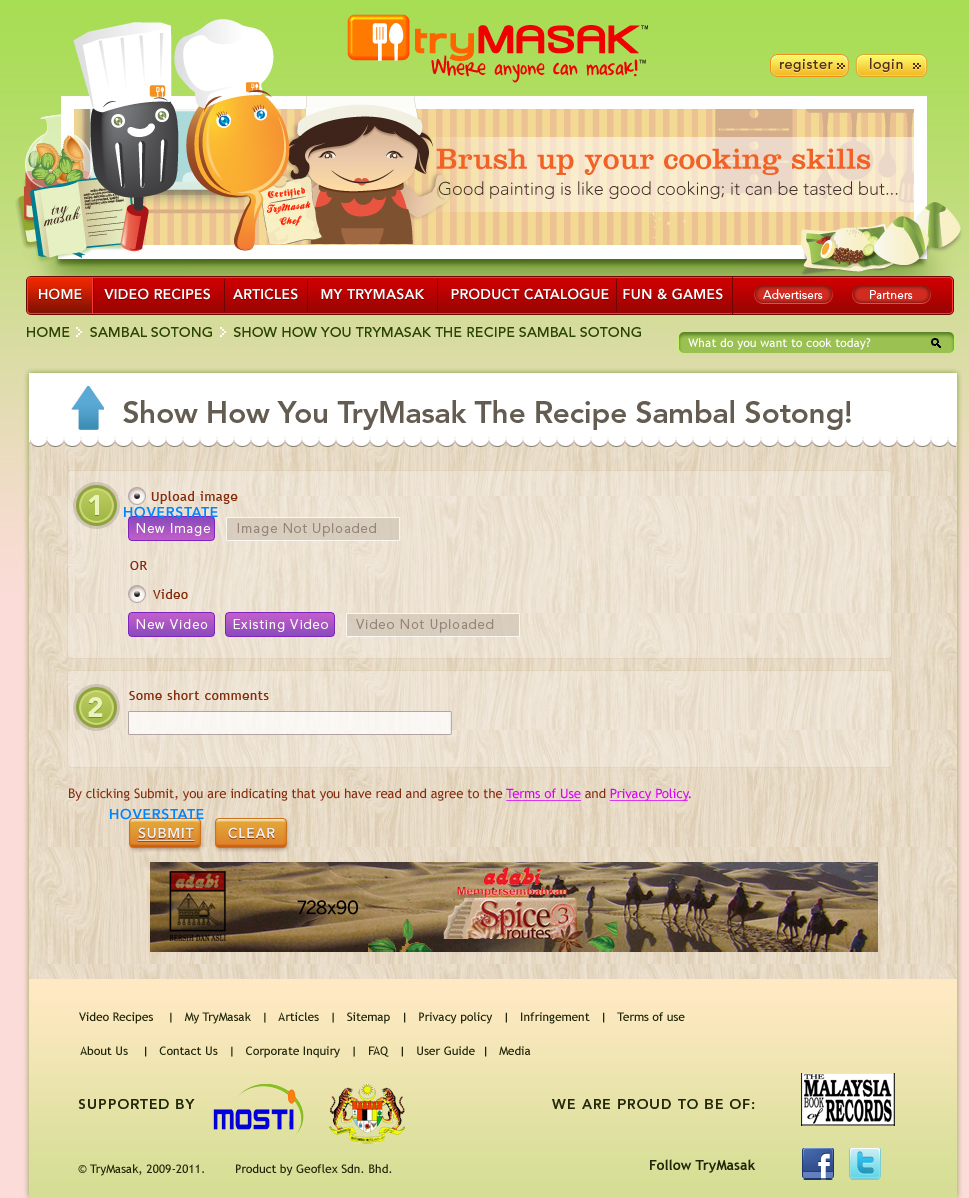 tryMASAK™
Where anyone can masak!™
register
login
Brush up your cooking skills
Good painting is like good cooking; it can be tasted but...
try masak
Certified
TryMasak
Chef
HOME VIDEO RECIPES ARTICLES MY TRYMASAK PRODUCT CATALOGUE FUN & GAMES Advertisers Partners
HOME SAMBAL SOTONG SHOW HOW YOU TRYMASAK THE RECIPE SAMBAL SOTONG
What do you want to cook today?
Show How You TryMasak The Recipe Sambal Sotong!
1
Upload image
HOVERSTATE
New Image Image Not Uploaded
OR
Video
New Video Existing Video Video Not Uploaded
2
Some short comments
By clicking Submit, you are indicating that you have read and agree to the Terms of Use and Privacy Policy.
HOVERSTATE
SUBMIT CLEAR
adabi
BERSIH DAN ASLI
728x90
adabi
Mempersembahkan
Spice 3
routes
Video Recipes | My TryMasak | Articles | Sitemap | Privacy policy | Infringement | Terms of use
About Us | Contact Us | Corporate Inquiry | FAQ | User Guide | Media
SUPPORTED BY
MOSTI
WE ARE PROUD TO BE OF:
THE
MALAYSIA
BOOK of RECORDS
© TryMasak, 2009-2011. Product by Geoflex Sdn. Bhd.
Follow TryMasak
f
t